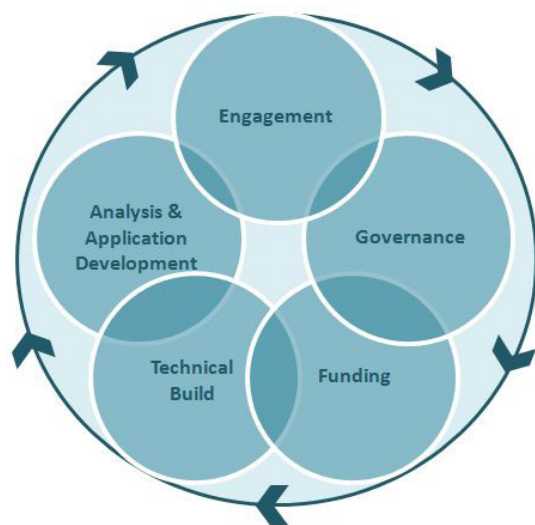 Engagement
Governance
Funding
Technical
Build
Analysis &
Application
Development